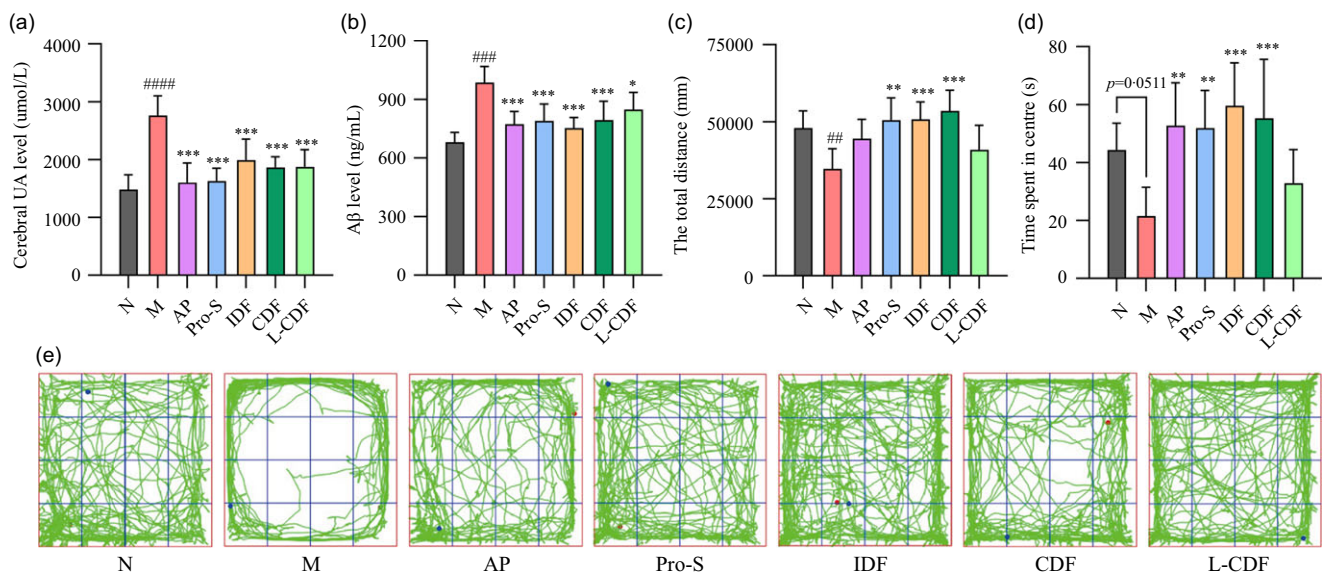 (a)
Cerebral UA level (umol/L)
4000
3000
2000
1000
0
####
***
***
***
***
***
N
M
AP
Pro-S
IDF
CDF
L-CDF
(b)
Aβ level (ng/mL)
1200
900
600
300
0
###
***
***
***
***
*
N
M
AP
Pro-S
IDF
CDF
L-CDF
(c)
The total distance (mm)
75000
50000
25000
0
##
**
***
***
N
M
AP
Pro-S
IDF
CDF
L-CDF
(d)
Time spent in centre (s)
80
60
40
20
0
p=0·0511
**
**
***
***
N
M
AP
Pro-S
IDF
CDF
L-CDF
(e)
N
M
AP
Pro-S
IDF
CDF
L-CDF